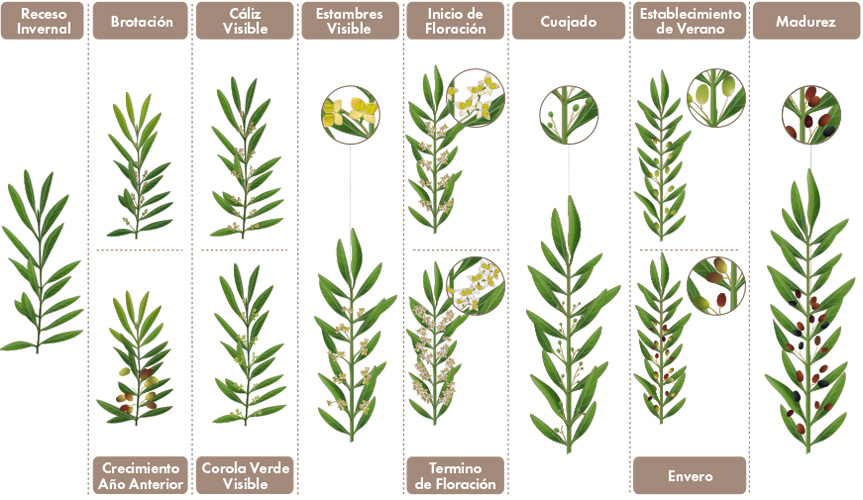 Receso
Invernal
Brotación
Cáliz
Visible
Estambres
Visible
Inicio de
Floración
Cuajado
Establecimiento
de Verano
Madurez
Crecimiento
Año Anterior
Corola Verde
Visible
Termino
de Floración
Envero